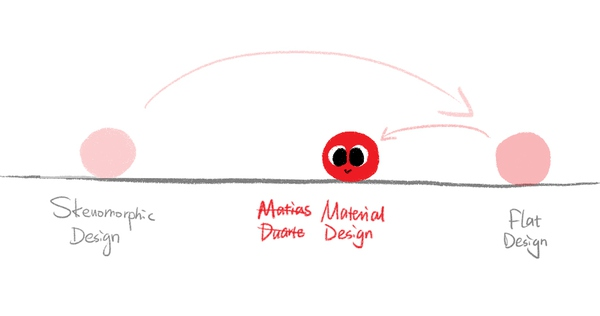 Skeuomorphic
Design
Matias
Duarte
Material
Design
Flat
Design